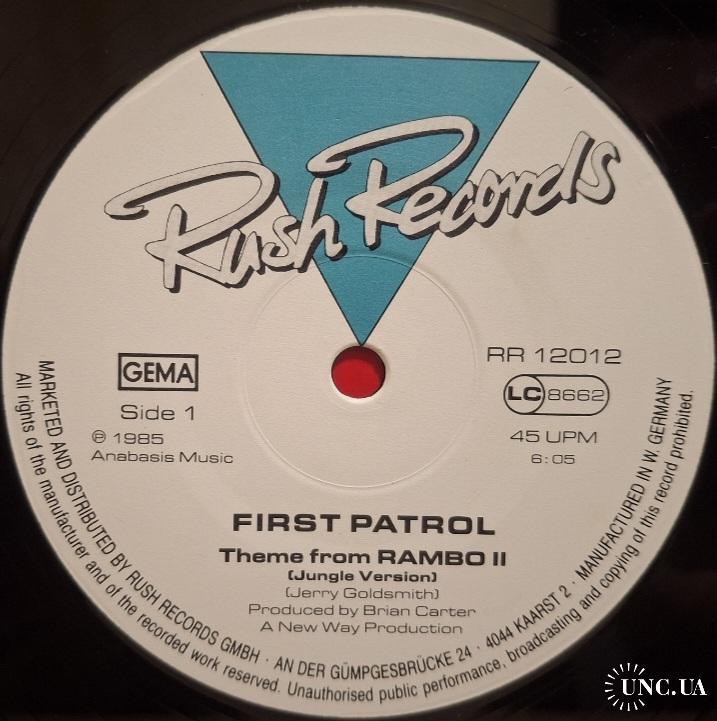 Rush Records
GEMA
Side 1
℗ 1985
Anabasis Music
RR 12012
LC 8662
45 UPM
6:05
FIRST PATROL
Theme from RAMBO II
(Jungle Version)
(Jerry Goldsmith)
Produced by Brian Carter
A New Way Production
MARKETED AND DISTRIBUTED BY RUSH RECORDS GMBH · AN DER GÜMPGESBRÜCKE 24 · 4044 KAARST 2 · MANUFACTURED IN W. GERMANY
All rights of the manufacturer and of the recorded work reserved. Unauthorised public performance, broadcasting and copying of this record prohibited.
UNC.UA